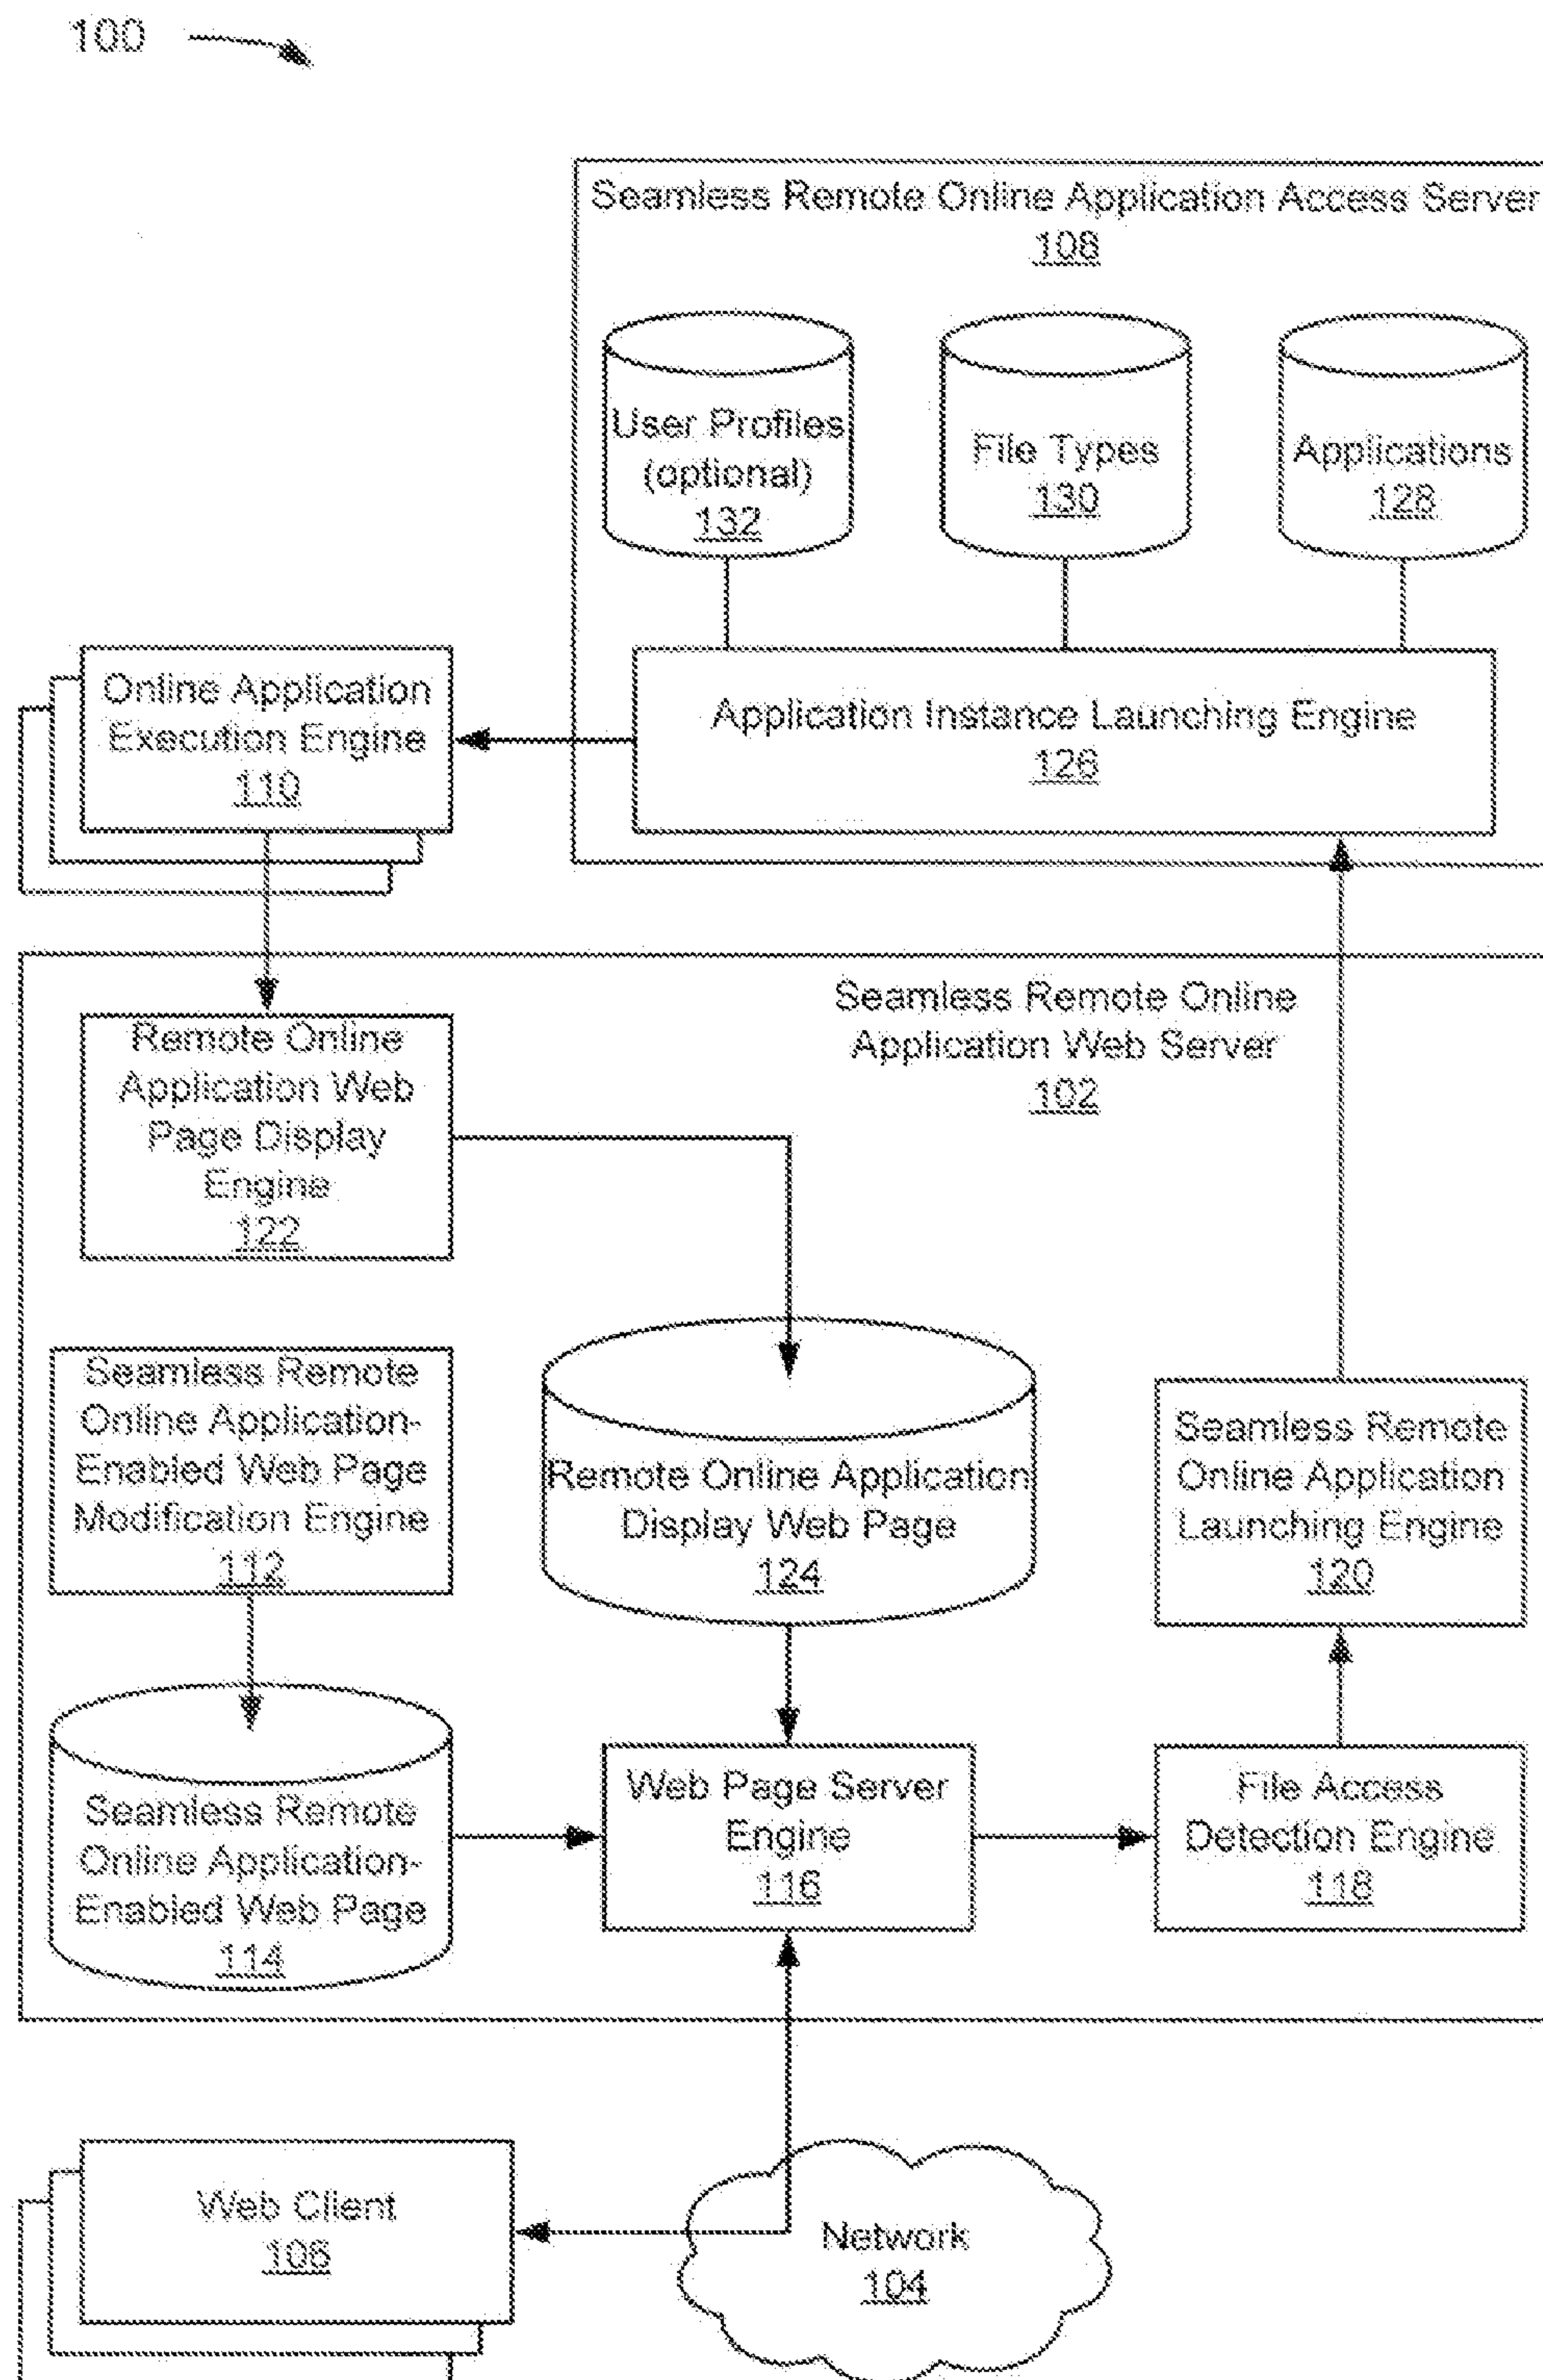 100
Seamless Remote Online Application Access Server
108
User Profiles
(optional)
132
File Types
130
Applications
128
Online Application
Execution Engine
110
Application Instance Launching Engine
126
Seamless Remote Online
Application Web Server
102
Remote Online
Application Web
Page Display
Engine
122
Seamless Remote
Online Application-
Enabled Web Page
Modification Engine
112
Remote Online Application
Display Web Page
124
Seamless Remote
Online Application
Launching Engine
120
Seamless Remote
Online Application-
Enabled Web Page
114
Web Page Server
Engine
116
File Access
Detection Engine
118
Web Client
106
Network
104